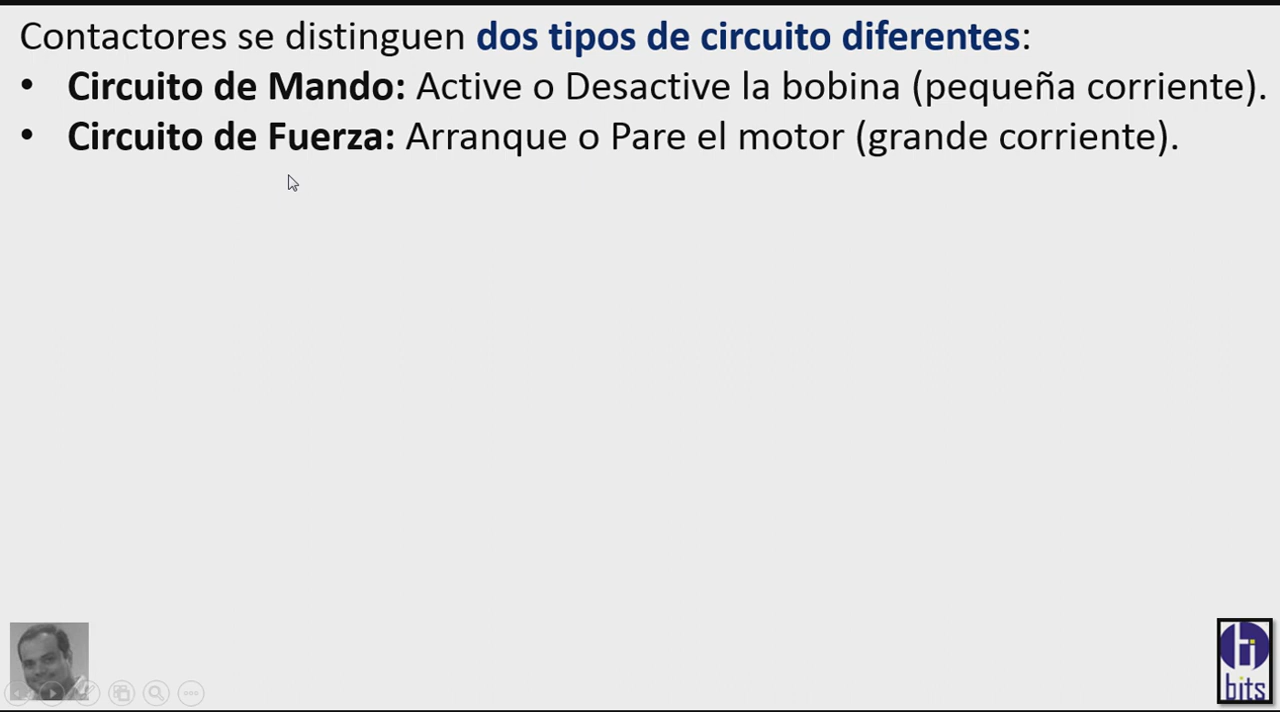 Contactores se distinguen dos tipos de circuito diferentes:
• Circuito de Mando: Active o Desactive la bobina (pequeña corriente).
• Circuito de Fuerza: Arranque o Pare el motor (grande corriente).
bits